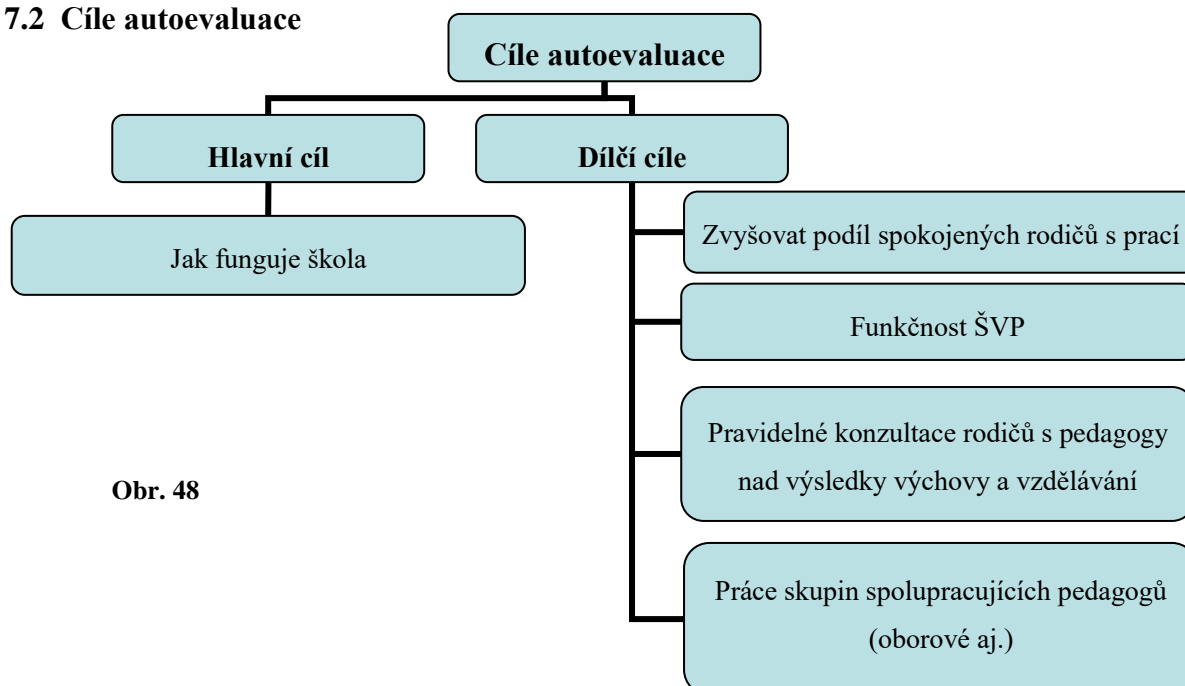 7.2 Cíle autoevaluace
Cíle autoevaluace
Hlavní cíl
Dílčí cíle
Jak funguje škola
Zvyšovat podíl spokojených rodičů s prací
Funkčnost ŠVP
Pravidelné konzultace rodičů s pedagogy
nad výsledky výchovy a vzdělávání
Obr. 48
Práce skupin spolupracujících pedagogů
(oborové aj.)